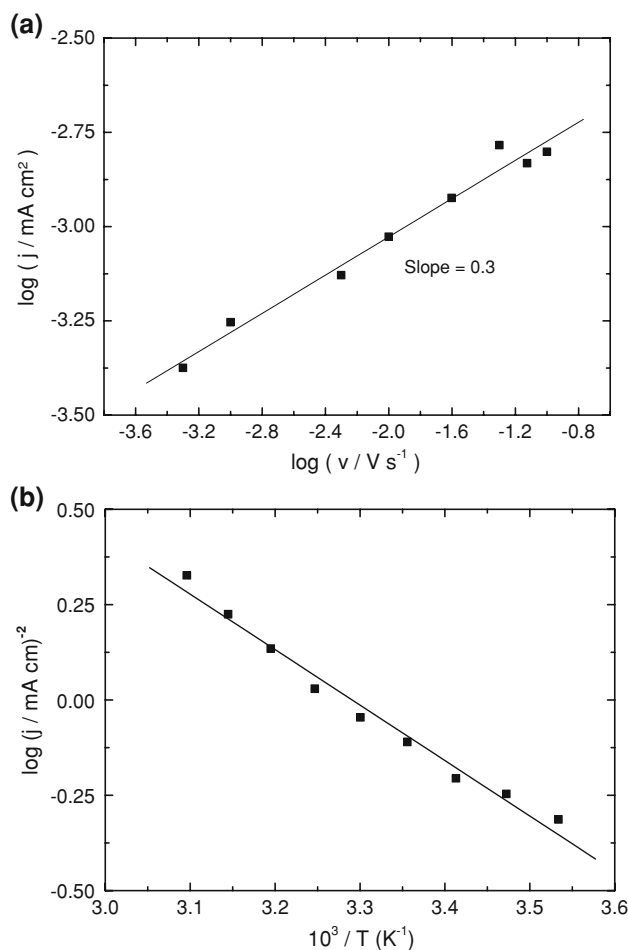 (a)
-2.50
-2.75
-3.00
-3.25
-3.50
log ( j / mA cm²)
Slope = 0.3
-3.6 -3.2 -2.8 -2.4 -2.0 -1.6 -1.2 -0.8
log ( v / V s⁻¹)
(b)
0.50
0.25
0.00
-0.25
-0.50
log (j / mA cm)⁻²
3.0 3.1 3.2 3.3 3.4 3.5 3.6
10³ / T (K⁻¹)